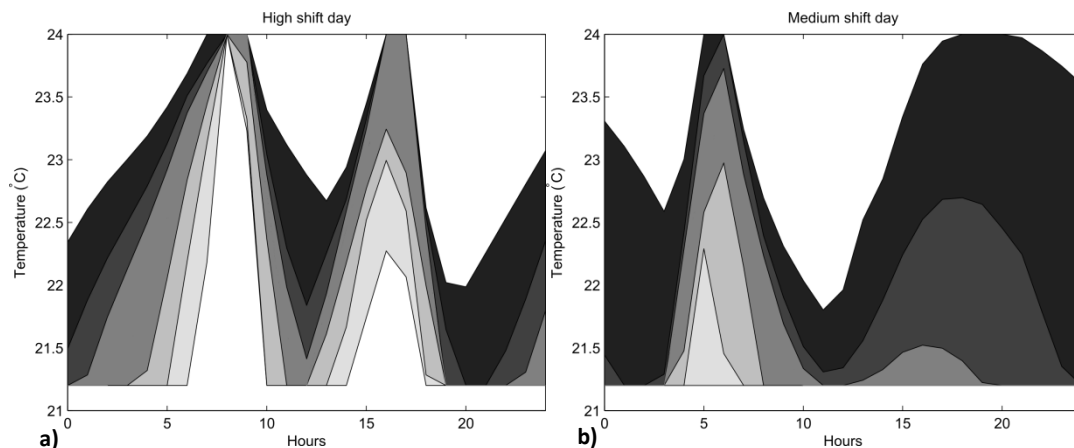 High shift day
24
23.5
23
22.5
22
21.5
21
Temperature (°C)
0 5 10 15 20
Hours
a)
Medium shift day
24
23.5
23
22.5
22
21.5
21
Temperature (°C)
0 5 10 15 20
Hours
b)